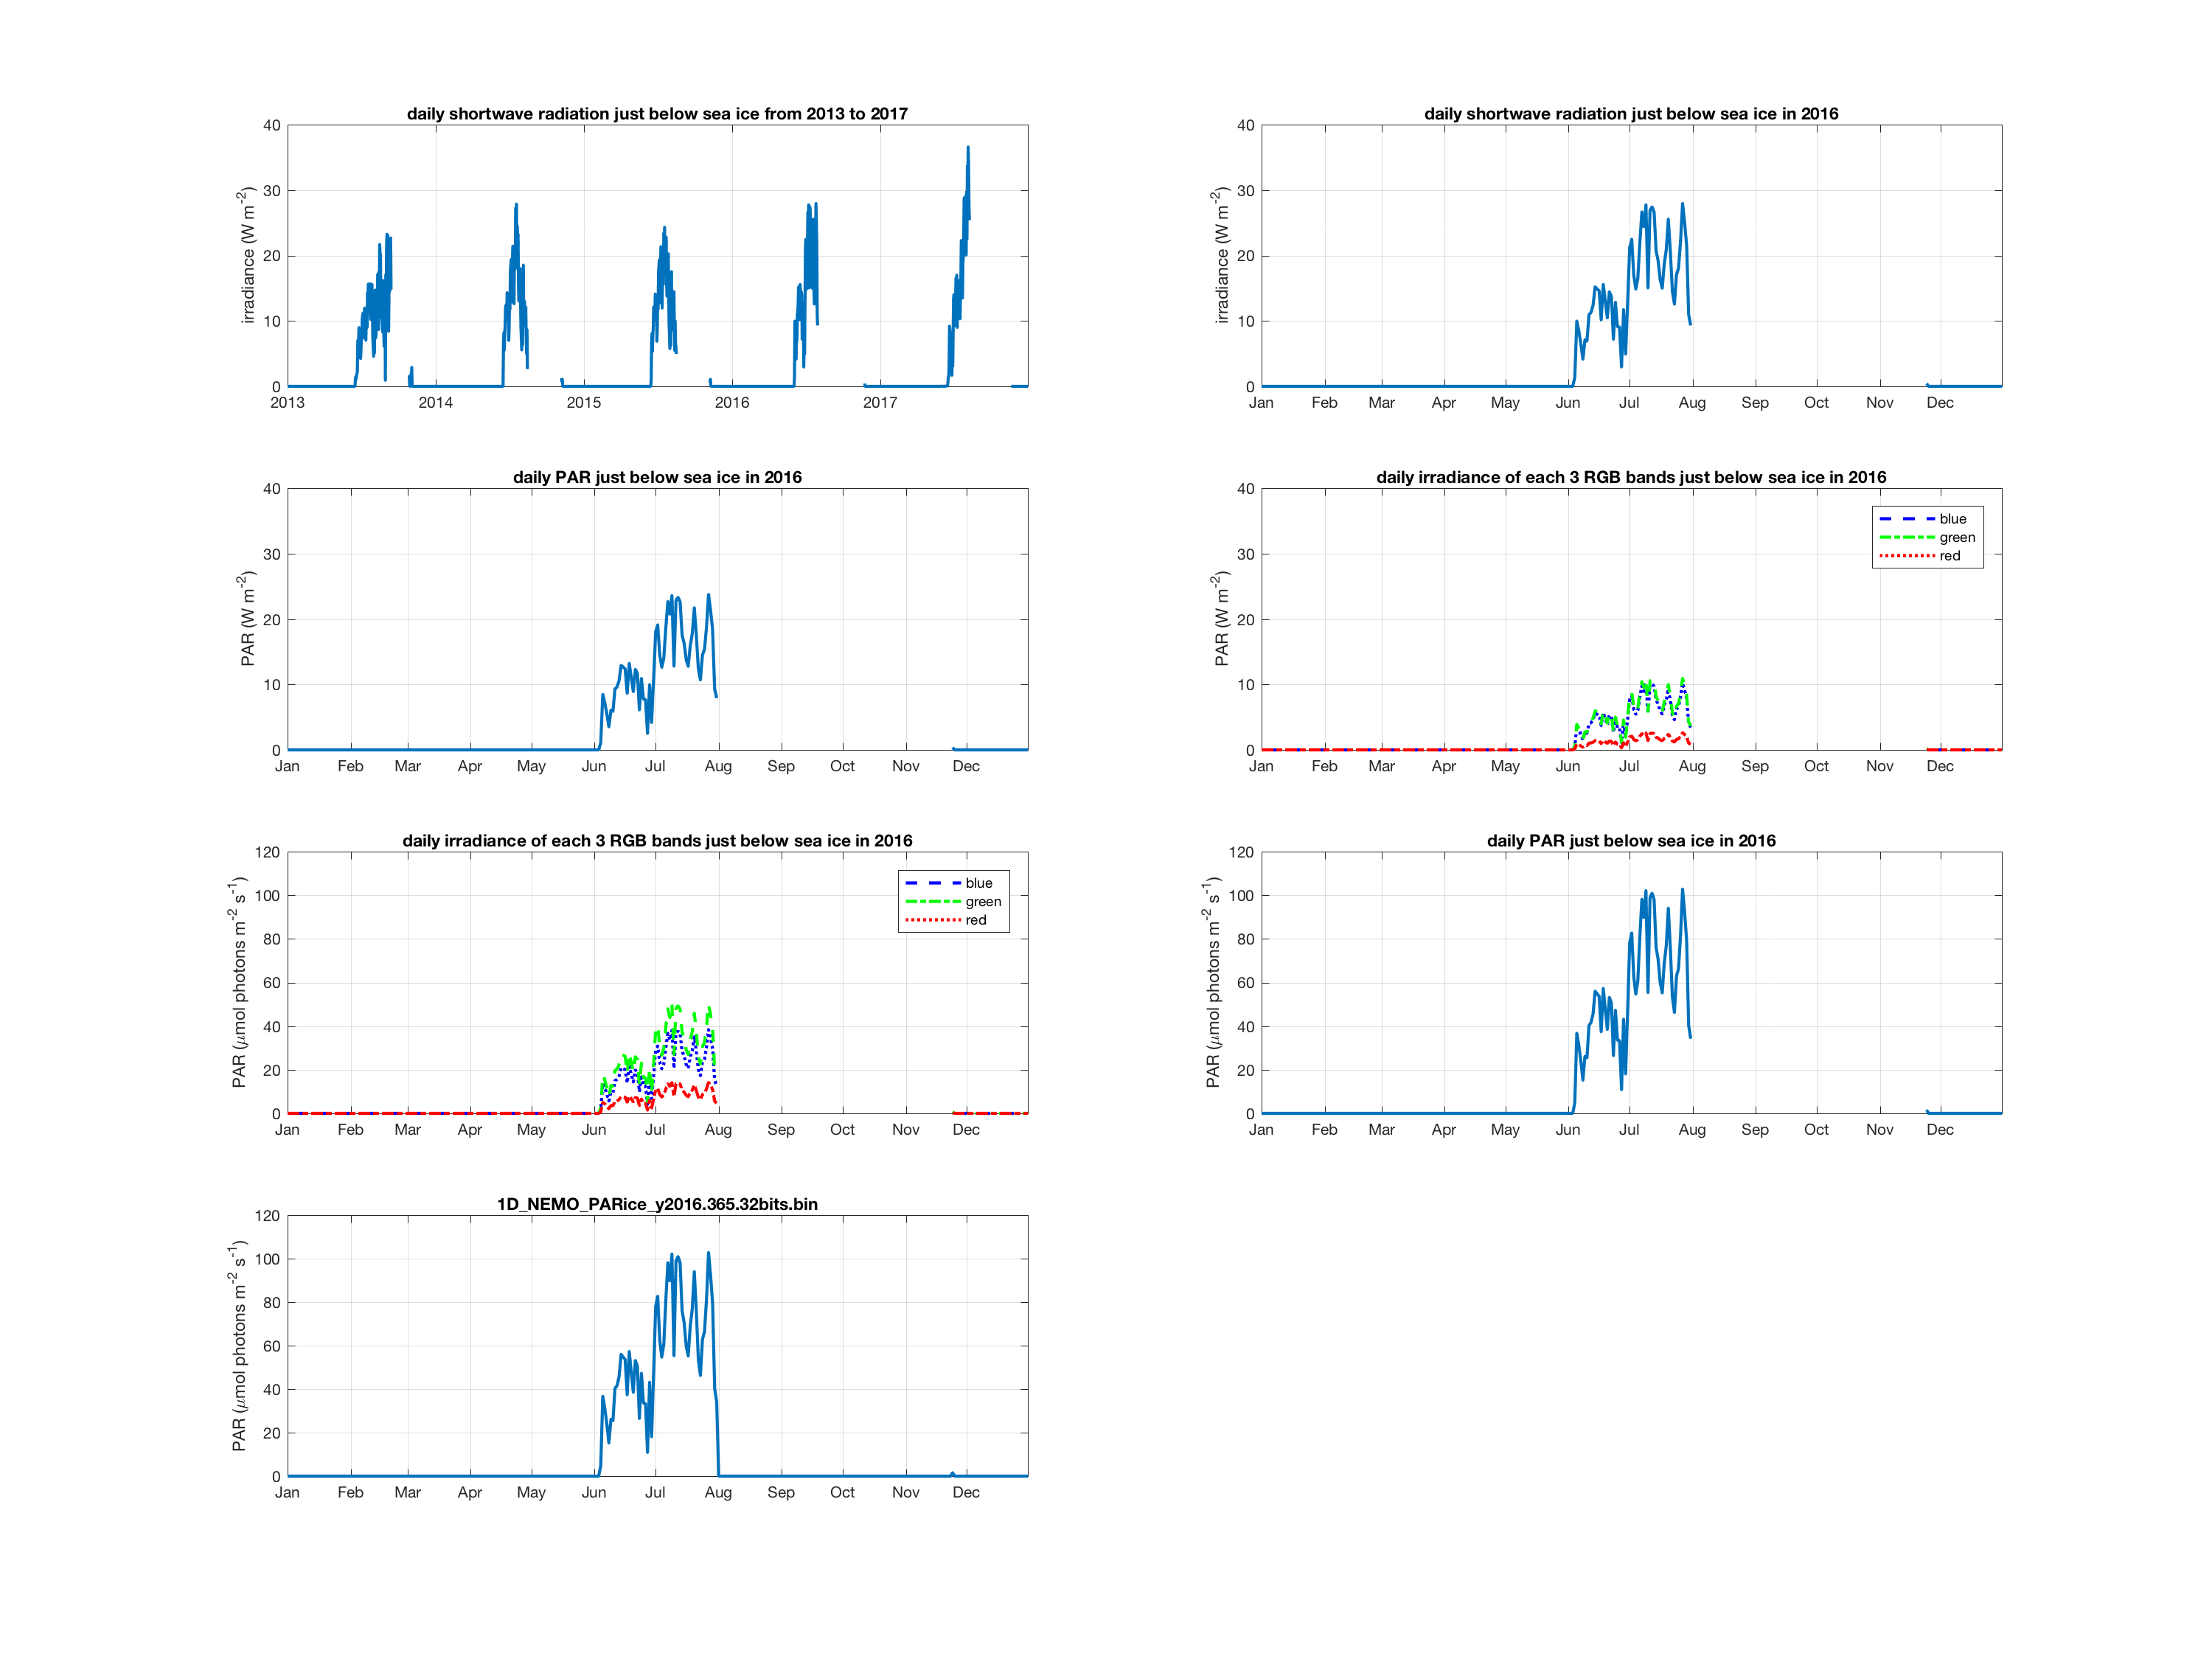 daily shortwave radiation just below sea ice from 2013 to 2017
irradiance (W m-2)
40
30
20
10
0
2013 2014 2015 2016 2017
daily shortwave radiation just below sea ice in 2016
irradiance (W m-2)
40
30
20
10
0
Jan Feb Mar Apr May Jun Jul Aug Sep Oct Nov Dec
daily PAR just below sea ice in 2016
PAR (W m-2)
40
30
20
10
0
Jan Feb Mar Apr May Jun Jul Aug Sep Oct Nov Dec
daily irradiance of each 3 RGB bands just below sea ice in 2016
PAR (W m-2)
40
30
20
10
0
blue
green
red
Jan Feb Mar Apr May Jun Jul Aug Sep Oct Nov Dec
daily irradiance of each 3 RGB bands just below sea ice in 2016
PAR (μmol photons m-2 s-1)
120
100
80
60
40
20
0
blue
green
red
Jan Feb Mar Apr May Jun Jul Aug Sep Oct Nov Dec
daily PAR just below sea ice in 2016
PAR (μmol photons m-2 s-1)
120
100
80
60
40
20
0
Jan Feb Mar Apr May Jun Jul Aug Sep Oct Nov Dec
1D_NEMO_PARice_y2016.365.32bits.bin
PAR (μmol photons m-2 s-1)
120
100
80
60
40
20
0
Jan Feb Mar Apr May Jun Jul Aug Sep Oct Nov Dec